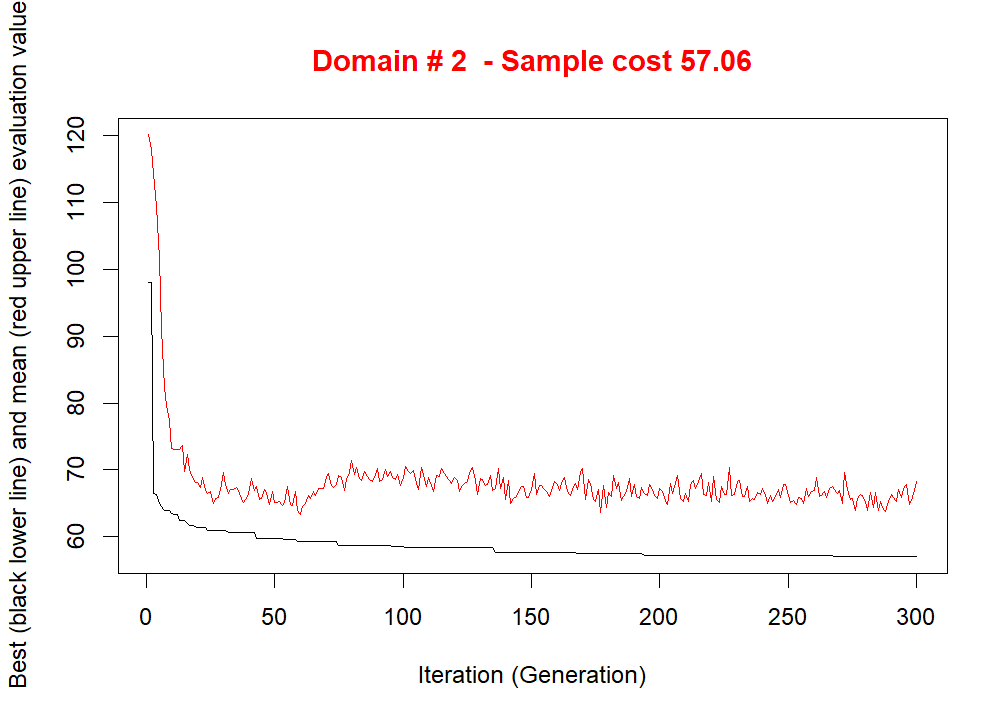 Domain # 2  - Sample cost 57.06
Best (black lower line) and mean (red upper line) evaluation value
120
110
100
90
80
70
60
0 50 100 150 200 250 300
Iteration (Generation)